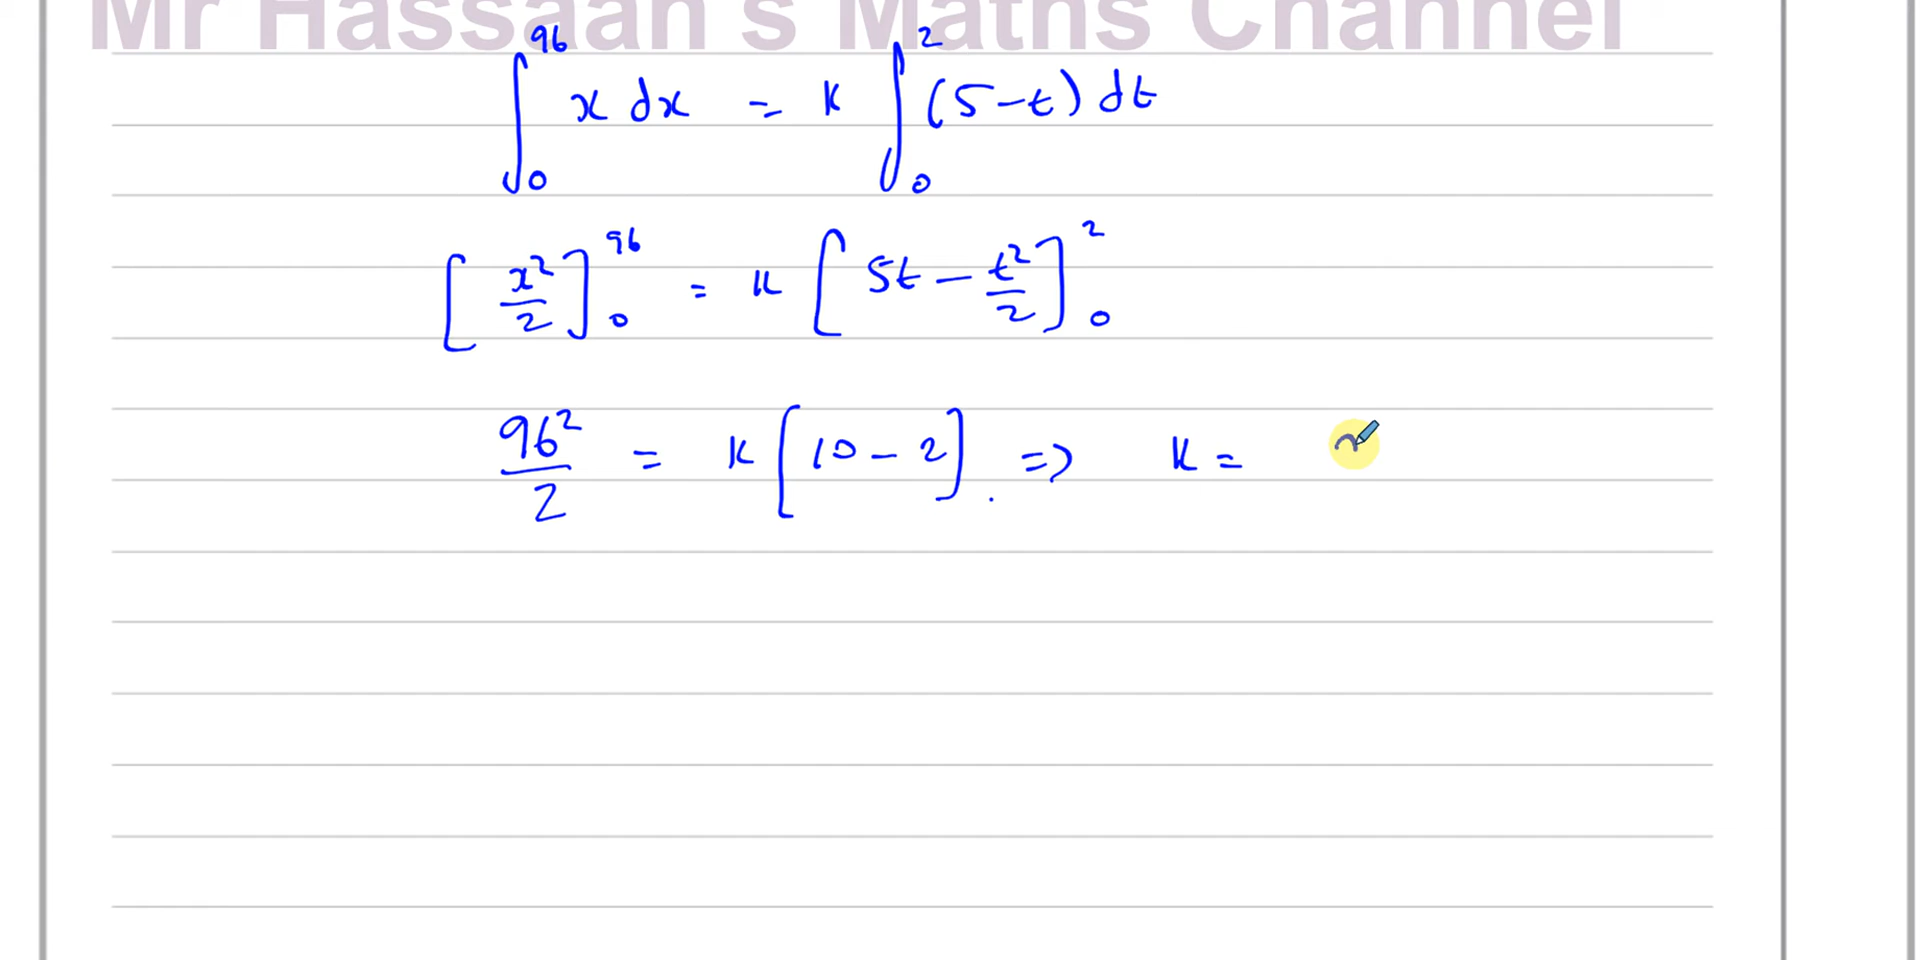 Mr Hassaan's Maths Channel
∫₀⁹⁶ x dx = k ∫₀² (5-t) dt
[x²/2]₀⁹⁶ = k [5t - t²/2]₀²
96²/2 = k [10 - 2] . => k =